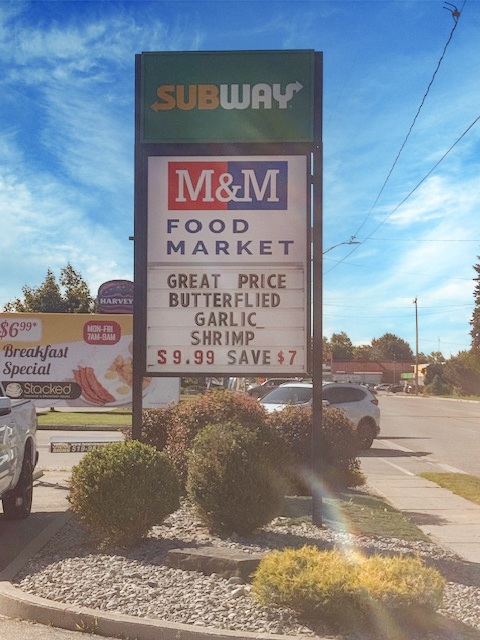 SUBWAY
M&M
FOOD
MARKET
GREAT PRICE
BUTTERFLIED
GARLIC
SHRIMP
$9.99 SAVE $7
HARVEY'
$6.99*
MON-FRI
7AM-9AM
Breakfast
Special
Stacked